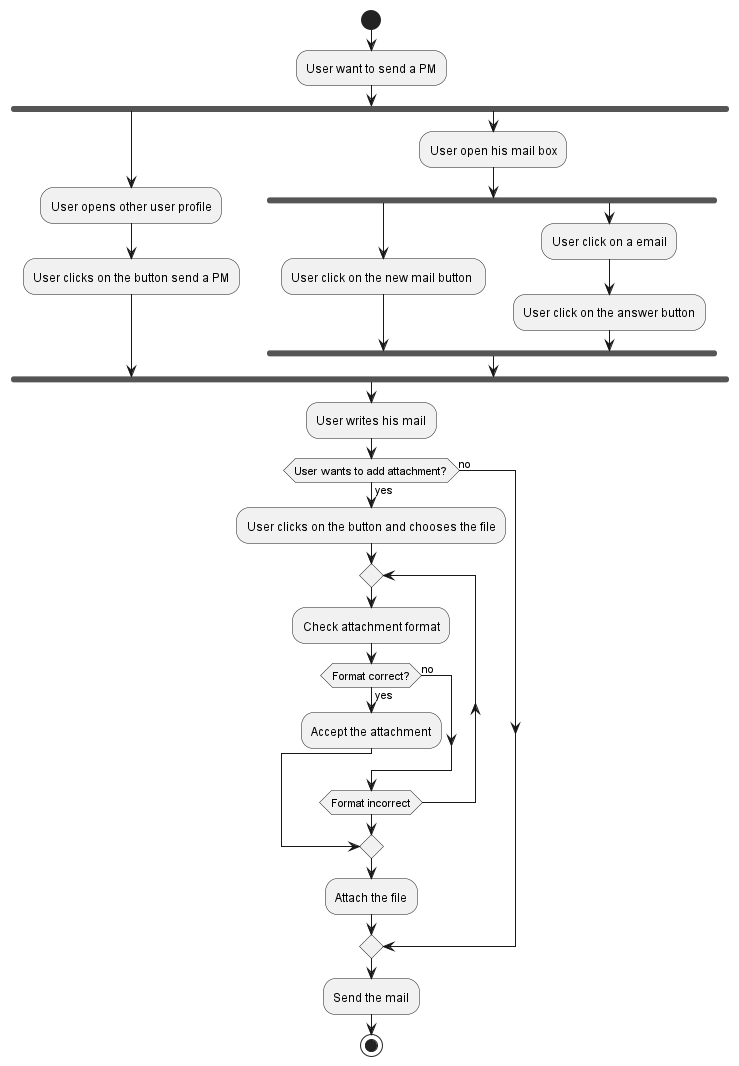 User want to send a PM
User open his mail box
User opens other user profile
User click on a email
User clicks on the button send a PM
User click on the new mail button
User click on the answer button
User writes his mail
User wants to add attachment?
no
yes
User clicks on the button and chooses the file
Check attachment format
Format correct?
no
yes
Accept the attachment
Format incorrect
Attach the file
Send the mail